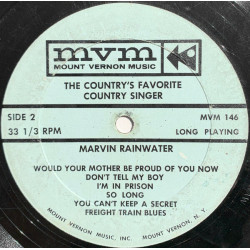 mvm
MOUNT VERNON MUSIC
THE COUNTRY'S FAVORITE
COUNTRY SINGER
SIDE 2
MVM 146
33 1/3 RPM
LONG PLAYING
MARVIN RAINWATER
WOULD YOUR MOTHER BE PROUD OF YOU NOW
DON'T TELL MY BOY
I'M IN PRISON
SO LONG
YOU CAN'T KEEP A SECRET
FREIGHT TRAIN BLUES
MOUNT VERNON MUSIC, INC. MOUNT VERNON, N. Y.